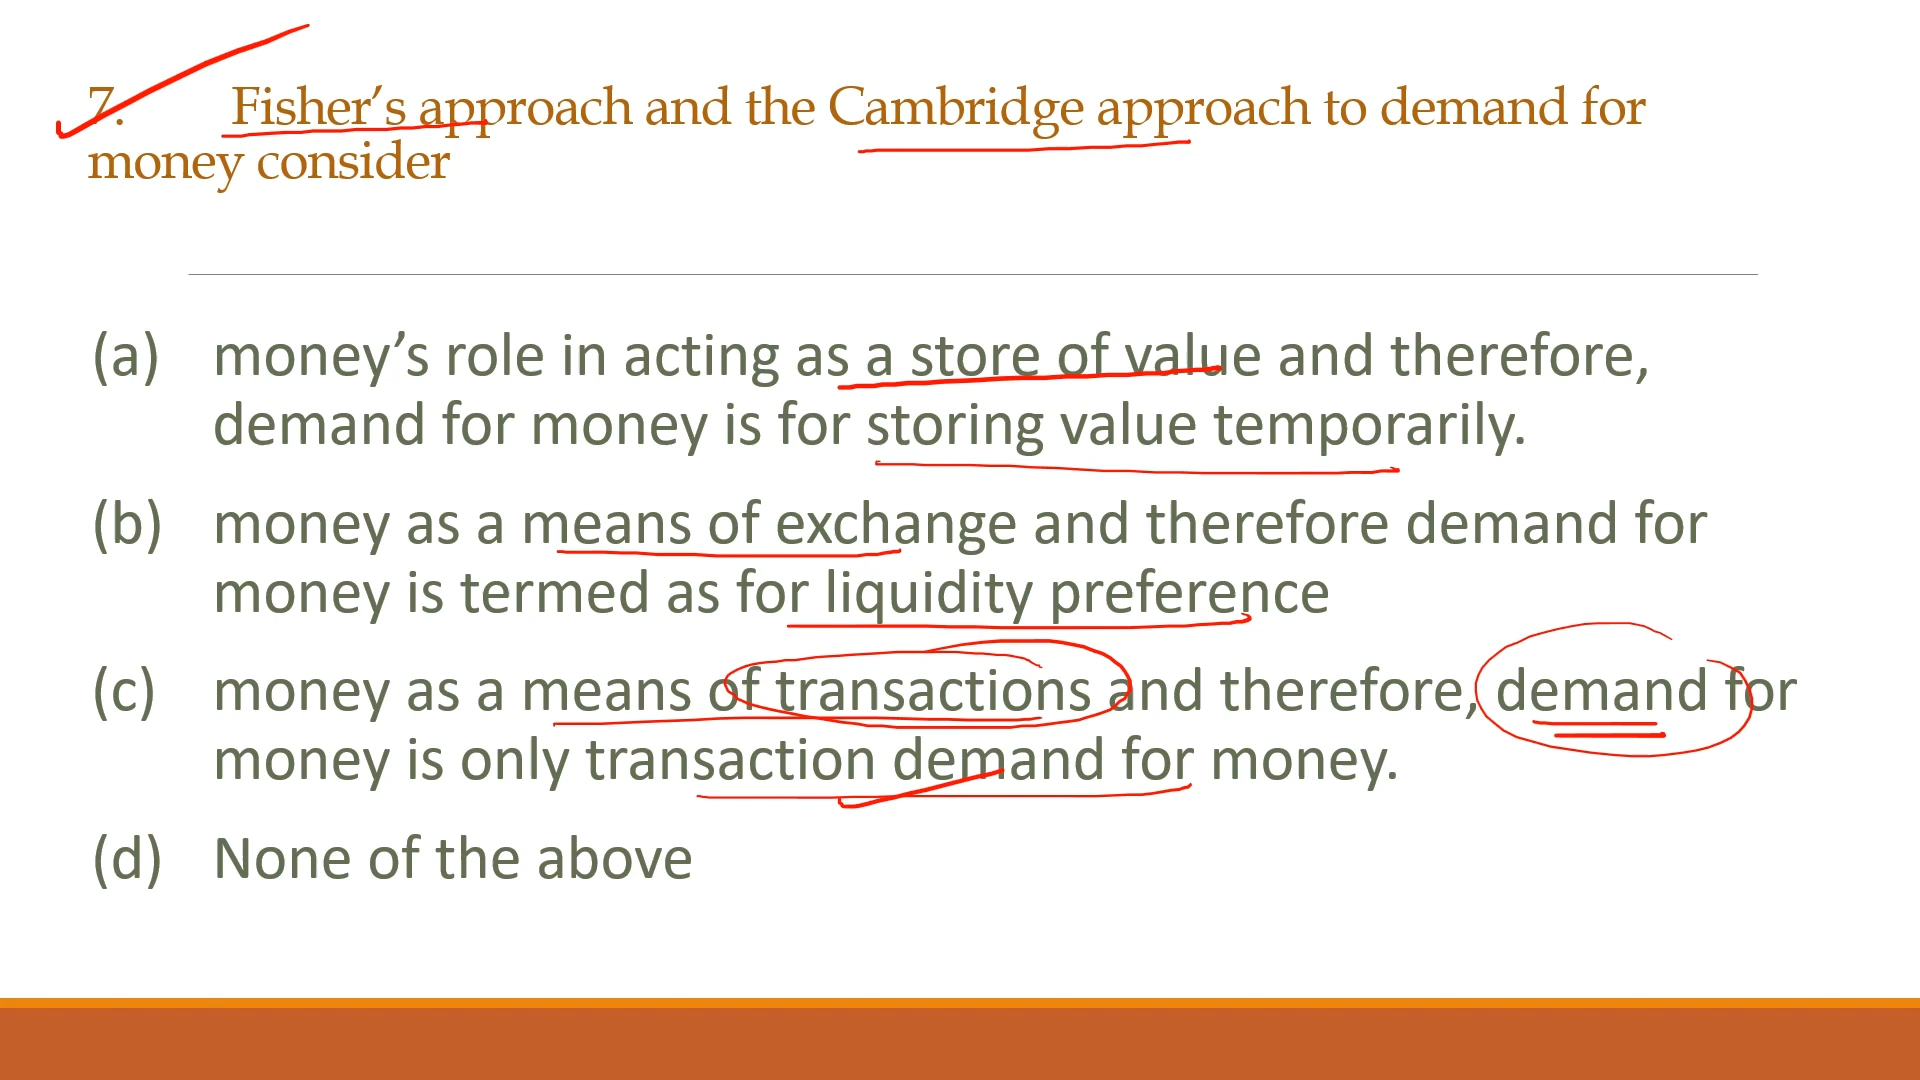 7. Fisher’s approach and the Cambridge approach to demand for
money consider
(a) money’s role in acting as a store of value and therefore,
demand for money is for storing value temporarily.
(b) money as a means of exchange and therefore demand for
money is termed as for liquidity preference
(c) money as a means of transactions and therefore, demand for
money is only transaction demand for money.
(d) None of the above